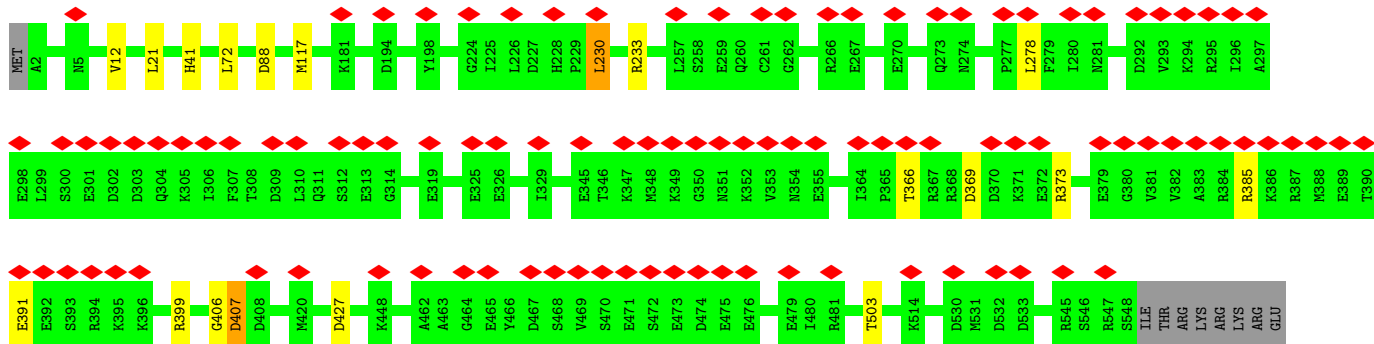 MET A2 N5 V12 L21 H41 L72 D88 M117 K181 D194 Y198 G224 I225 L226 D227 H228 P229 L230 R233 L257 S258 E259 Q260 C261 G262 R266 E267 E270 Q273 N274 P277 L278 F279 I280 N281 D292 V293 K294 R295 I296 A297
E298 L299 S300 E301 D302 D303 Q304 K305 I306 F307 T308 D309 L310 Q311 S312 E313 G314 E319 E325 E326 I329 E345 T346 K347 M348 K349 G350 N351 K352 V353 N354 E355 I364 P365 T366 R367 R368 D369 D370 K371 E372 R373 E379 G380 V381 V382 A383 R384 R385 K386 R387 M388 E389 T390
E391 E392 S393 R394 K395 K396 R399 G406 D407 D408 M420 D427 K448 A462 A463 G464 E465 Y466 D467 S468 V469 S470 E471 S472 E473 D474 E475 E476 E479 I480 R481 T503 K514 D530 M531 D532 D533 R545 S546 R547 S548 ILE THR ARG LYS ARG LYS ARG GLU